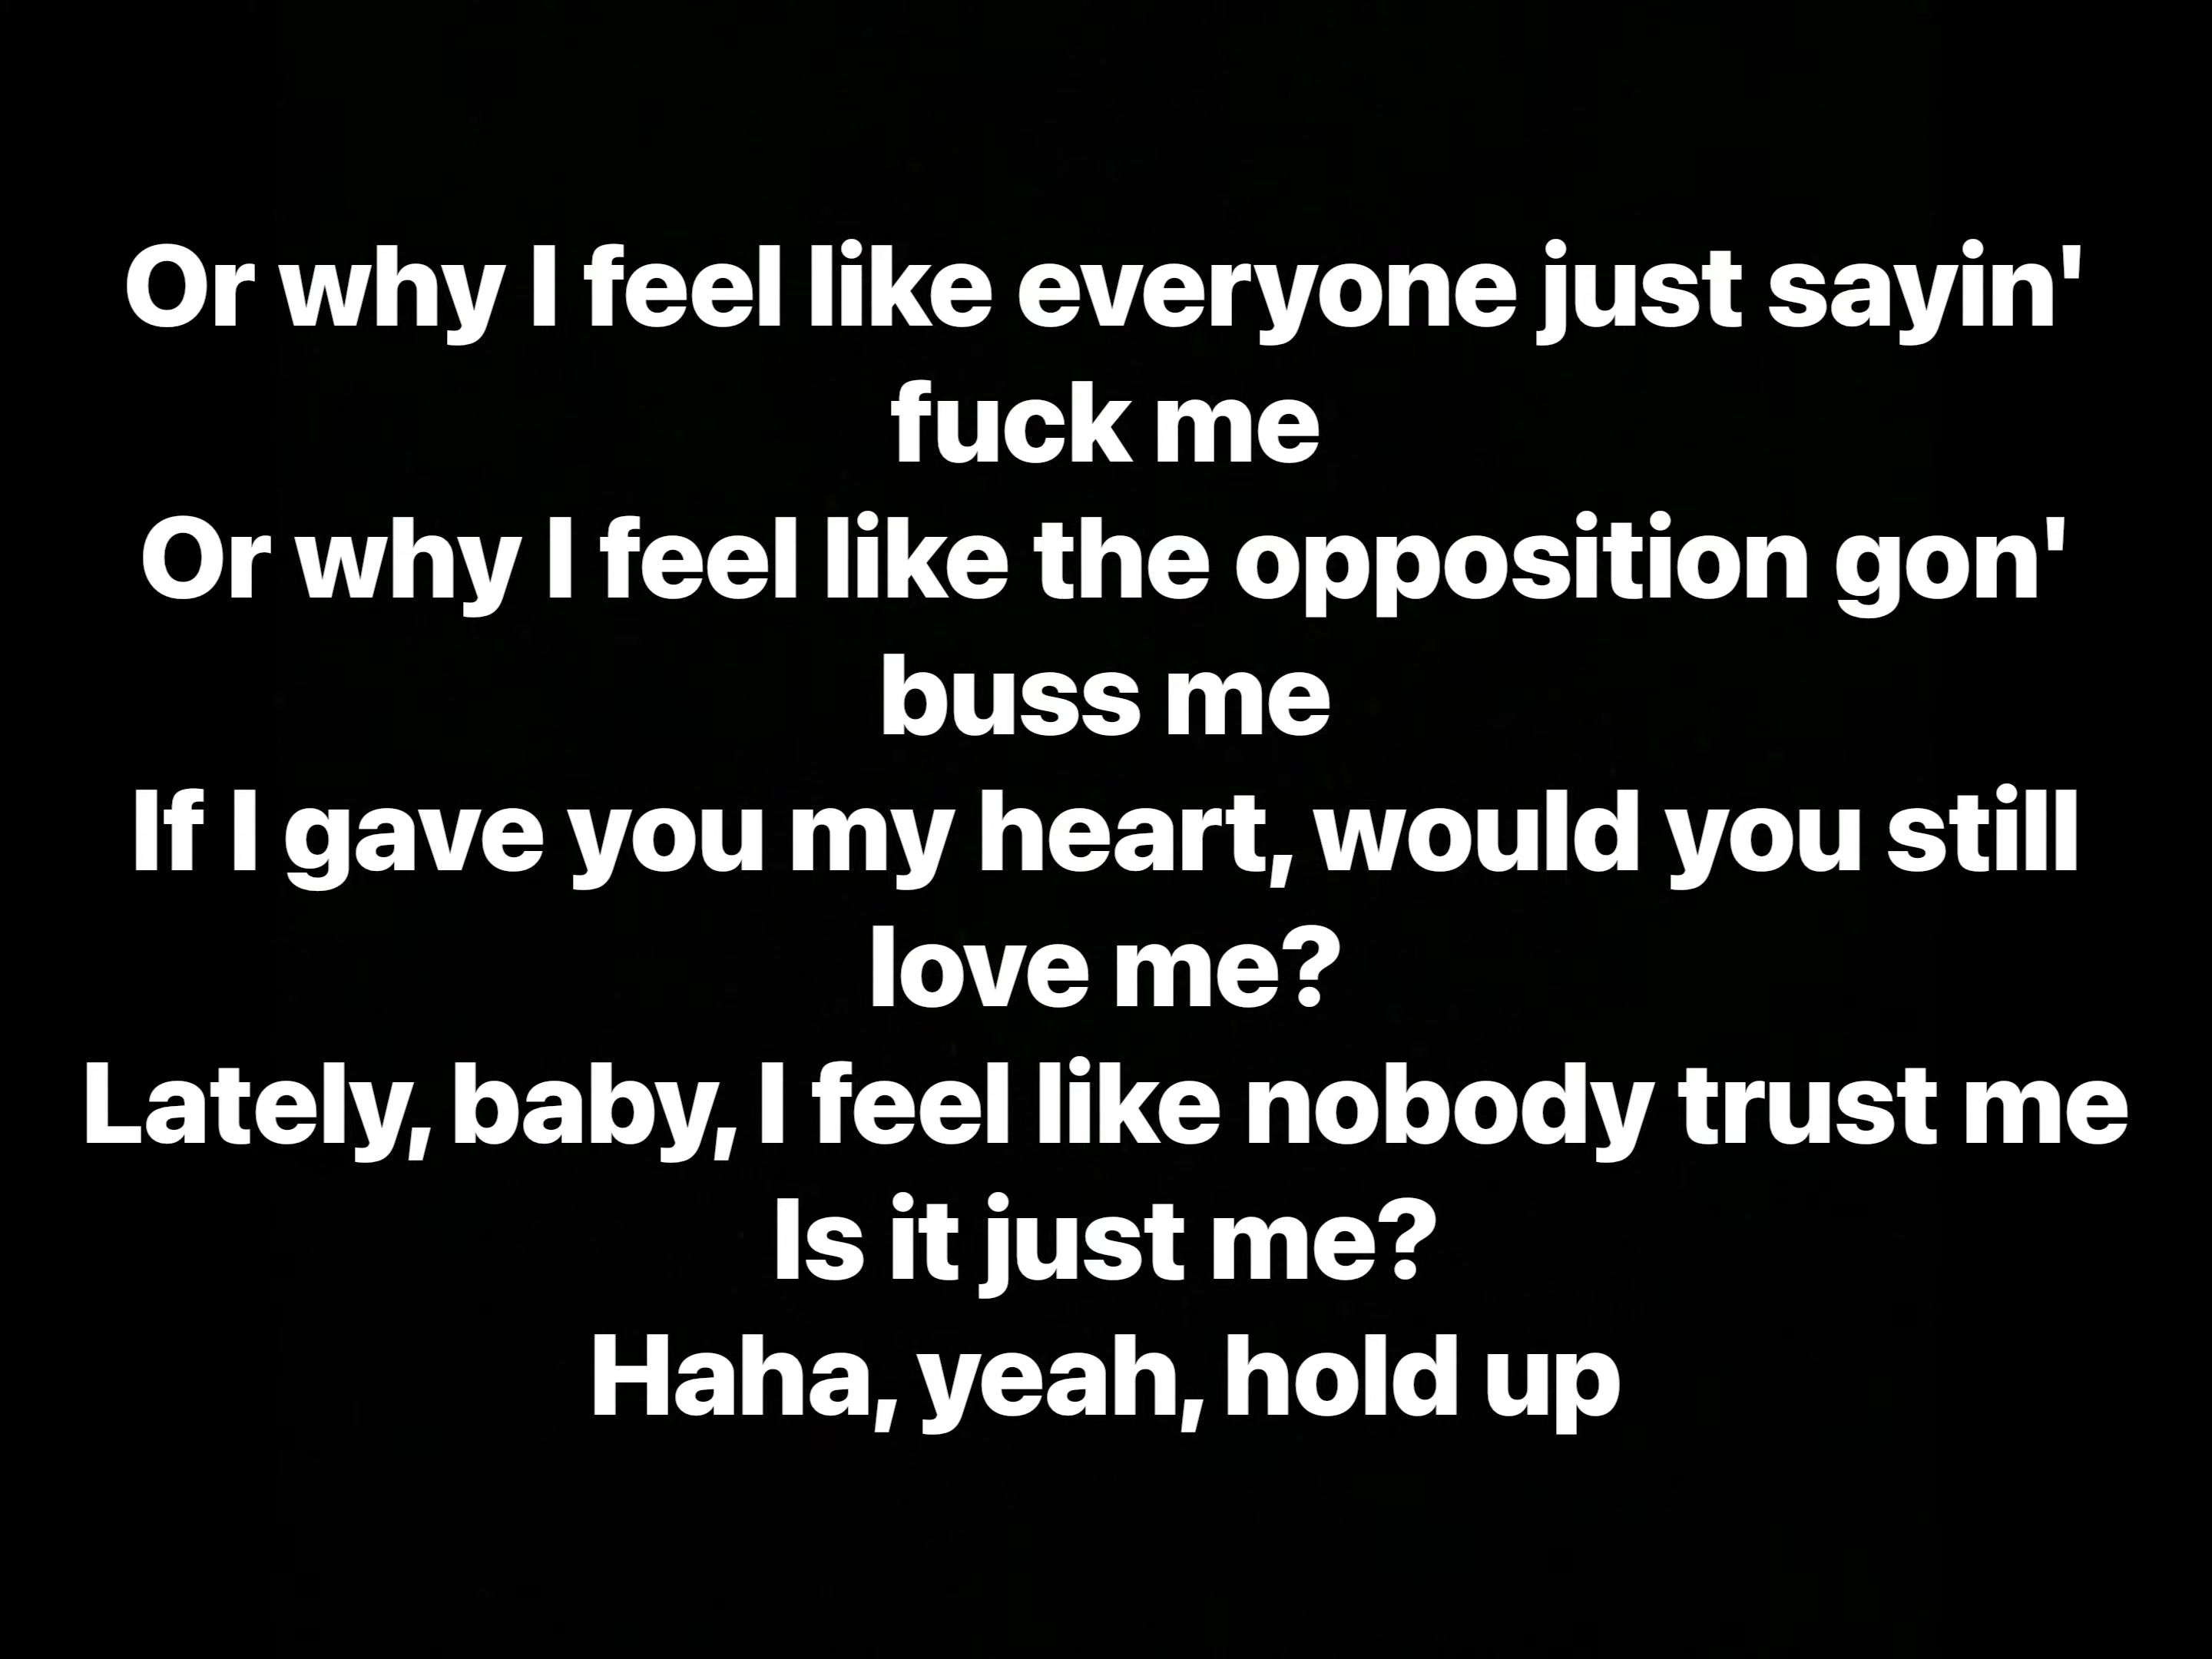 Or why I feel like everyone just sayin'
fuck me
Or why I feel like the opposition gon'
buss me
If I gave you my heart, would you still
love me?
Lately, baby, I feel like nobody trust me
Is it just me?
Haha, yeah, hold up